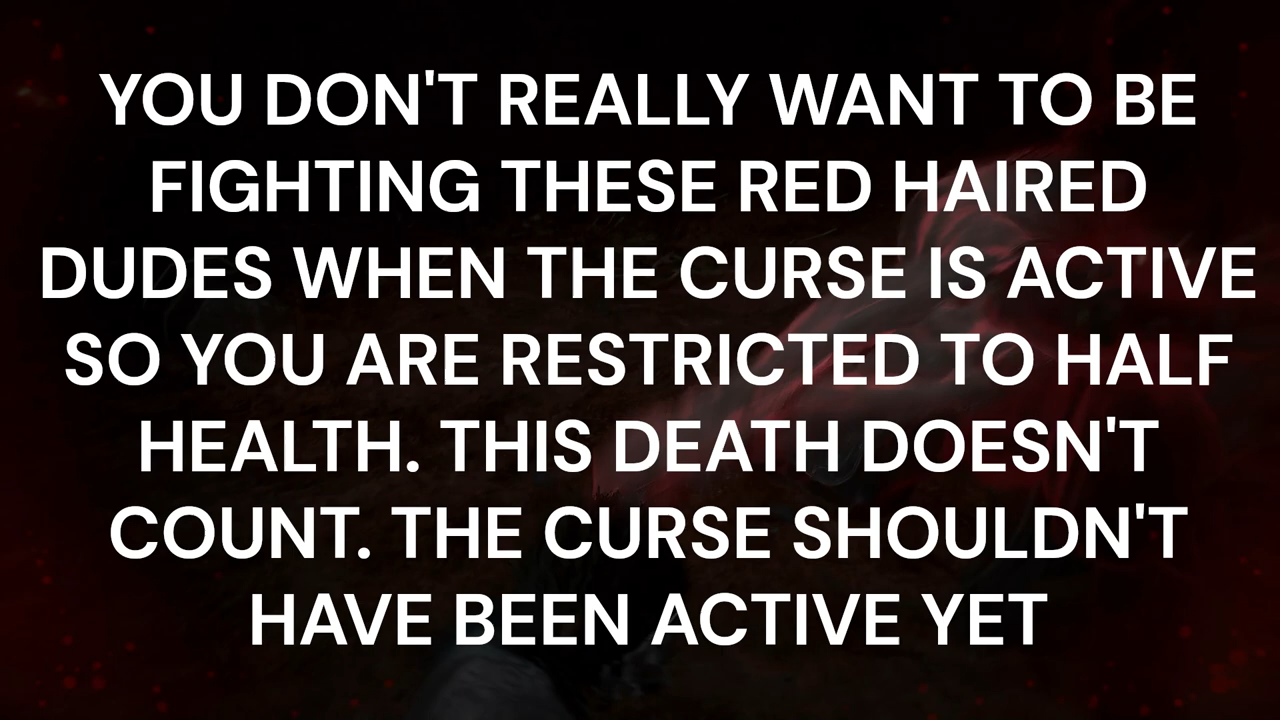 YOU DON'T REALLY WANT TO BE
FIGHTING THESE RED HAIRED
DUDES WHEN THE CURSE IS ACTIVE
SO YOU ARE RESTRICTED TO HALF
HEALTH. THIS DEATH DOESN'T
COUNT. THE CURSE SHOULDN'T
HAVE BEEN ACTIVE YET